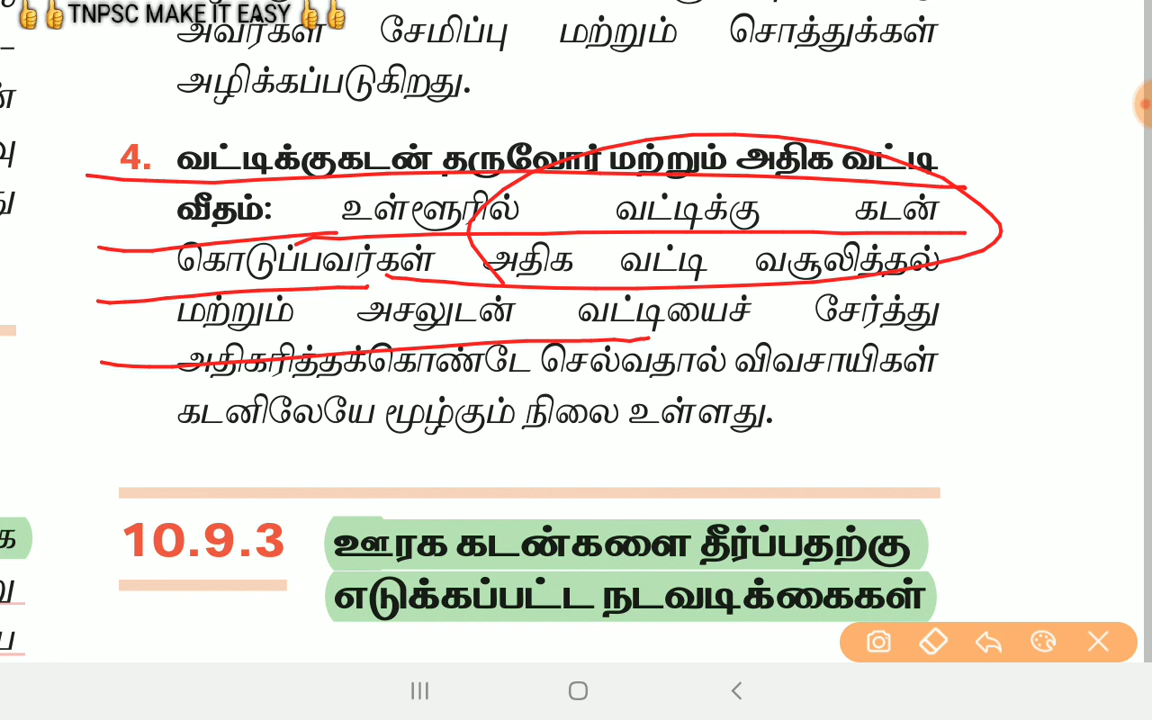 TNPSC MAKE IT EASY
அவர்கள் சேமிப்பு மற்றும் சொத்துக்கள்
அழிக்கப்படுகிறது.
4. வட்டிக்குகடன் தருவோர் மற்றும் அதிக வட்டி
வீதம்: உள்ளூரில் வட்டிக்கு கடன்
கொடுப்பவர்கள் அதிக வட்டி வசூலித்தல்
மற்றும் அசலுடன் வட்டியைச் சேர்த்து
அதிகரித்தக்கொண்டே செல்வதால் விவசாயிகள்
கடனிலேயே மூழ்கும் நிலை உள்ளது.
10.9.3 ஊரக கடன்களை தீர்ப்பதற்கு
எடுக்கப்பட்ட நடவடிக்கைகள்